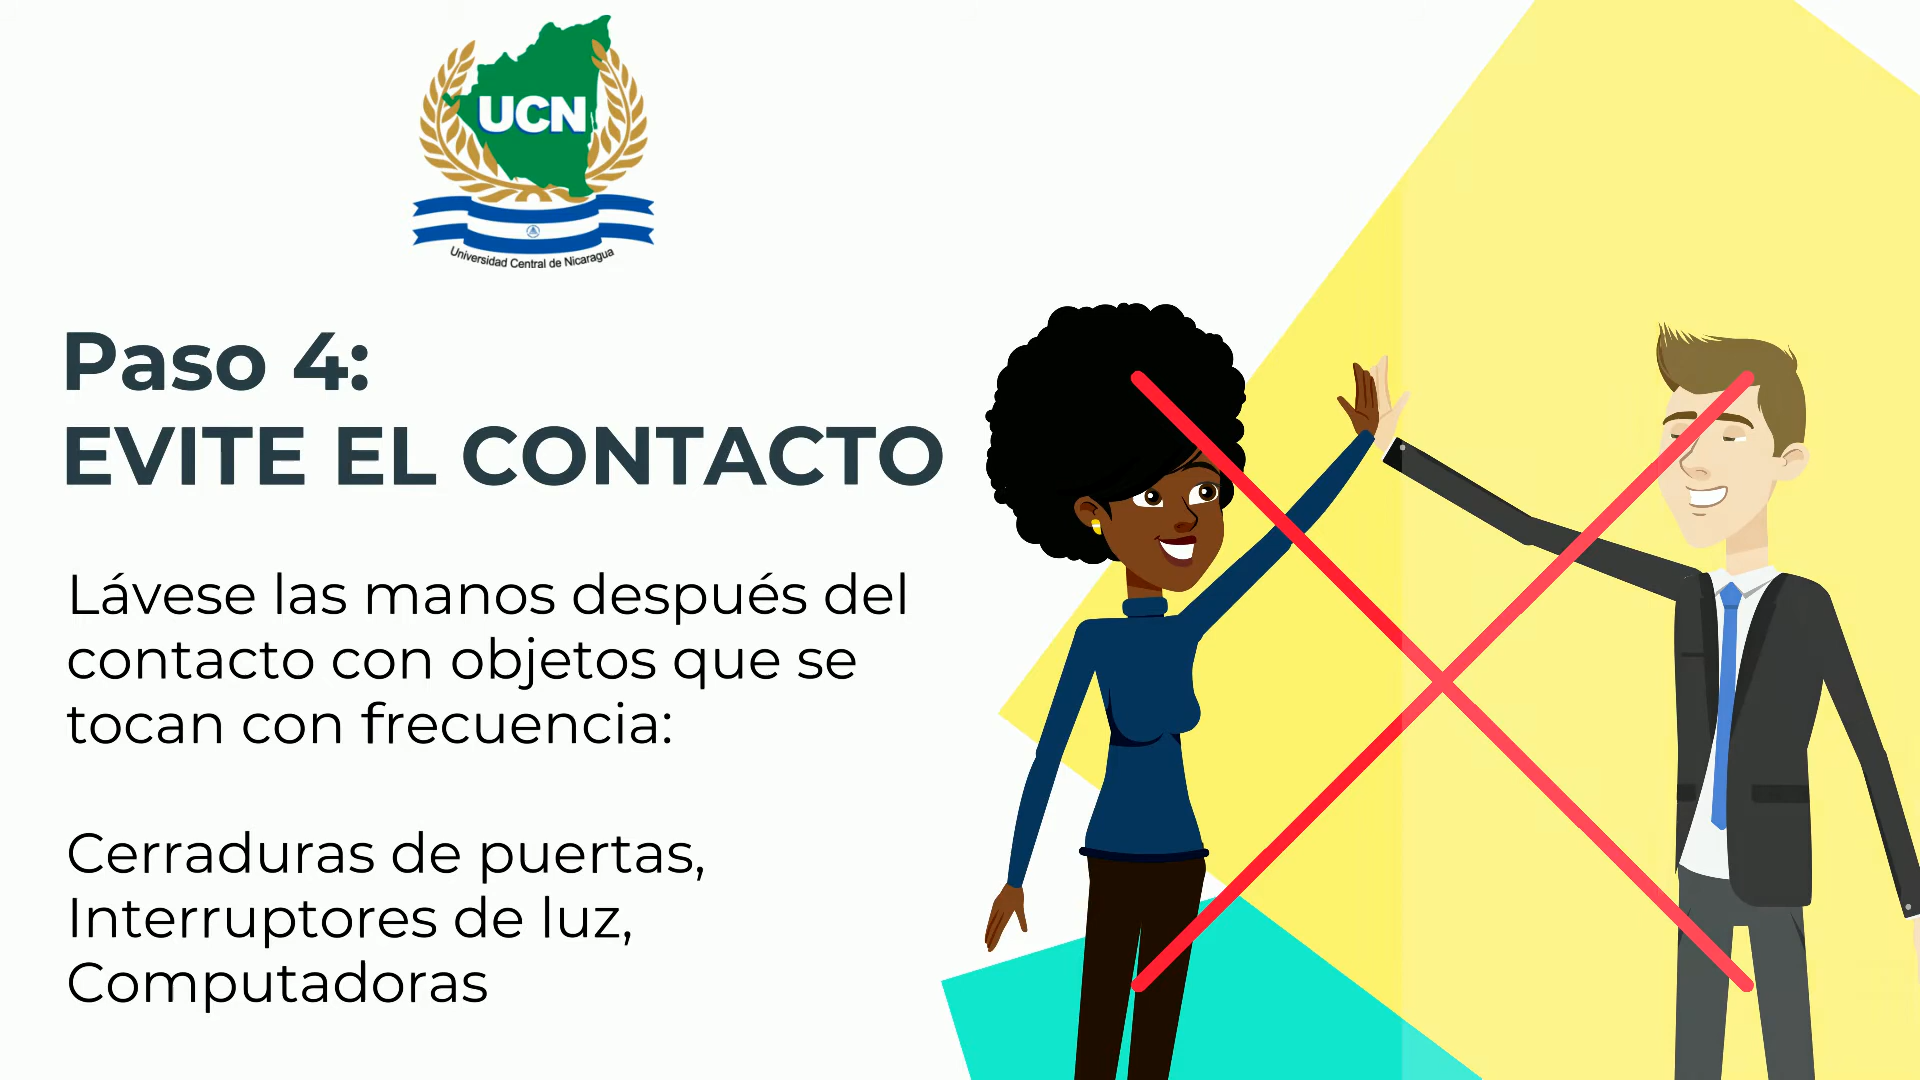 UCN
Universidad Central de Nicaragua
Paso 4:
EVITE EL CONTACTO
Lávese las manos después del
contacto con objetos que se
tocan con frecuencia:
Cerraduras de puertas,
Interruptores de luz,
Computadoras